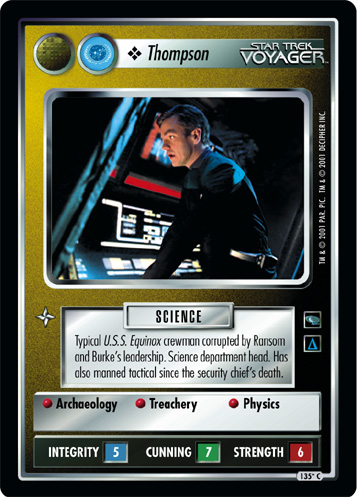 ❖ Thompson
STAR TREK
VOYAGER™
TM & © 2001 PAR. PIC. TM & © 2001 DECIPHER INC.
SCIENCE
Typical U.S.S. Equinox crewman corrupted by Ransom
and Burke's leadership. Science department head. Has
also manned tactical since the security chief's death.
Archaeology Treachery Physics
INTEGRITY 5 CUNNING 7 STRENGTH 6
135* C